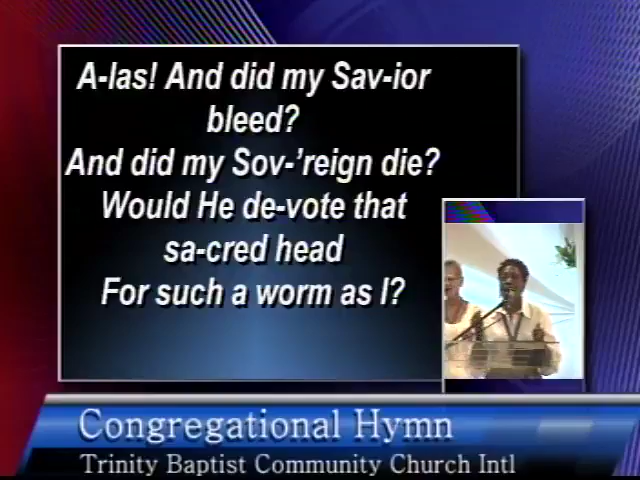 A-las! And did my Sav-ior
bleed?
And did my Sov-'reign die?
Would He de-vote that
sa-cred head
For such a worm as I?
Congregational Hymn
Trinity Baptist Community Church Intl